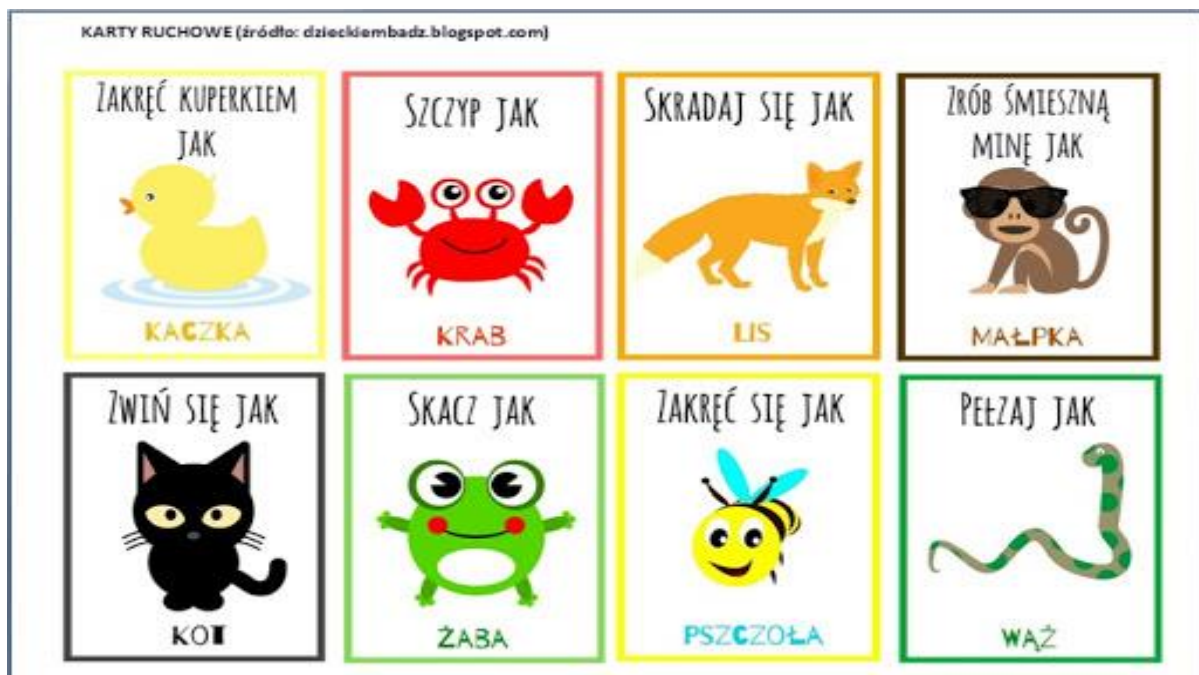 KARTY RUCHOWE (źródło: dzieckiembadz.blogspot.com)
ZAKRĘĆ KUPERKIEM
JAK
KACZKA
SZCZYP JAK
KRAB
SKRADAJ SIĘ JAK
LIS
ZRÓB ŚMIESZNĄ
MINĘ JAK
MAŁPKA
ZWIŃ SIĘ JAK
KOT
SKACZ JAK
ŻABA
ZAKRĘĆ SIĘ JAK
PSZCZOŁA
PEŁZAJ JAK
WĄŻ